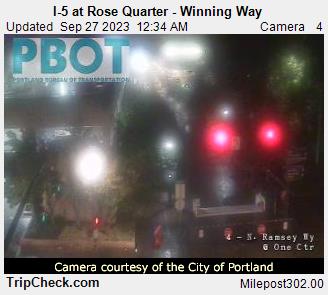 I-5 at Rose Quarter - Winning Way
Updated  Sep 27 2023  12:34 AM Camera 4
PBOT
PORTLAND BUREAU OF TRANSPORTATION
4 - N. Ramsey Wy
@ One Ctr
Camera courtesy of the City of Portland
TripCheck.com Milepost302.00